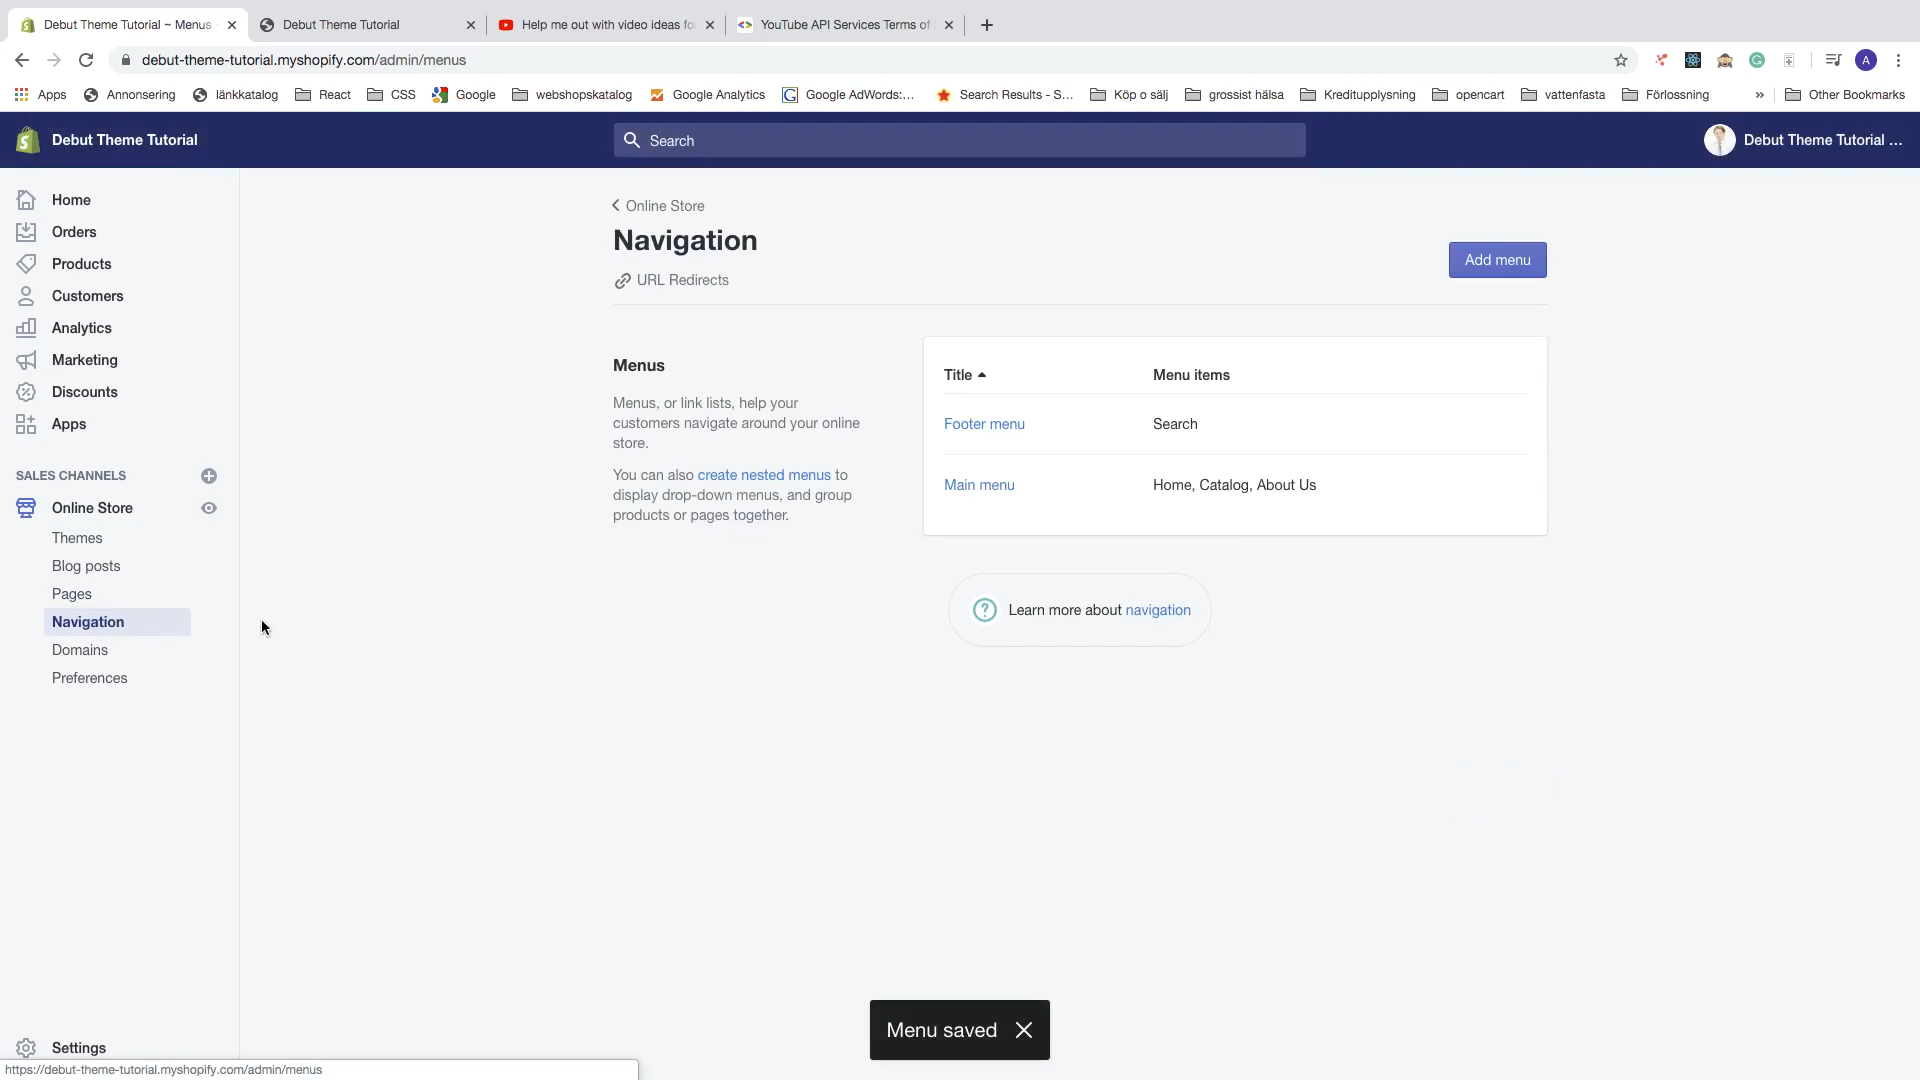 Debut Theme Tutorial ~ Menus
Debut Theme Tutorial
Help me out with video ideas fo
YouTube API Services Terms of
debut-theme-tutorial.myshopify.com/admin/menus
A
Apps
Annonsering
länkkatalog
React
CSS
Google
webshopskatalog
Google Analytics
Google AdWords:...
Search Results - S...
Köp o sälj
grossist hälsa
Kreditupplysning
opencart
vattenfasta
Förlossning
»
Other Bookmarks
Debut Theme Tutorial
Search
Debut Theme Tutorial ...
Home
Orders
Products
Customers
Analytics
Marketing
Discounts
Apps
SALES CHANNELS
Online Store
Themes
Blog posts
Pages
Navigation
Domains
Preferences
Settings
Online Store
Navigation
URL Redirects
Add menu
Menus
Menus, or link lists, help your
customers navigate around your online
store.
You can also create nested menus to
display drop-down menus, and group
products or pages together.
Title Menu items
Footer menu Search
Main menu Home, Catalog, About Us
Learn more about navigation
Menu saved
https://debut-theme-tutorial.myshopify.com/admin/menus